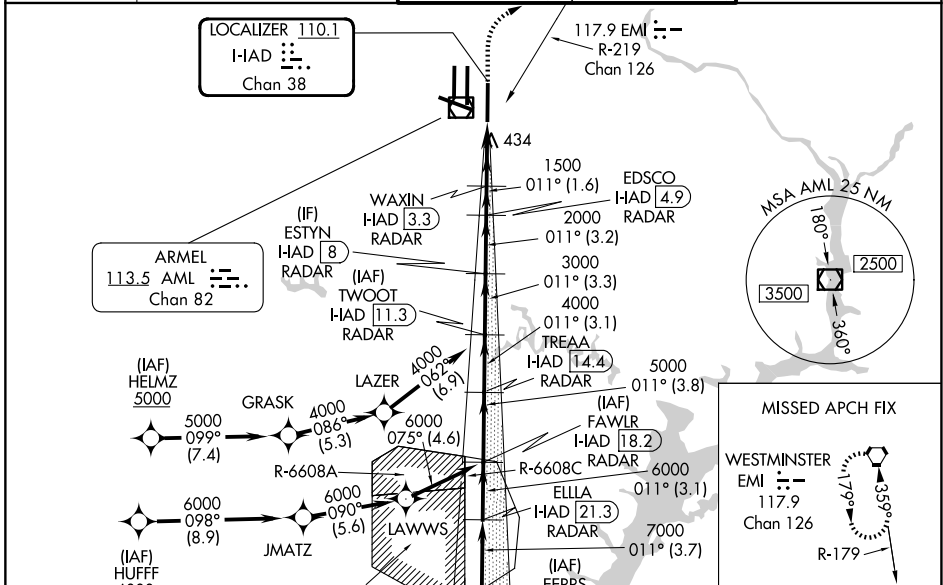 LOCALIZER 110.1
I-IAD
Chan 38
117.9 EMI
R-219
Chan 126
434
1500
011° (1.6)
WAXIN
I-IAD 3.3
RADAR
EDSCO
I-IAD 4.9
RADAR
2000
011° (3.2)
(IF)
ESTYN
I-IAD 8
RADAR
ARMEL
113.5 AML
Chan 82
3000
011° (3.3)
(IAF)
TWOOT
I-IAD 11.3
RADAR
4000
011° (3.1)
TREAA
I-IAD 14.4
RADAR
MSA AML 25 NM
180°
2500
3500
360°
(IAF)
HELMZ
5000
5000
099°
(7.4)
GRASK
4000
086°
(5.3)
LAZER
4000
062°
(6.9)
5000
011° (3.8)
(IAF)
FAWLR
I-IAD 18.2
RADAR
6000
075° (4.6)
R-6608A
R-6608C
6000
011° (3.1)
6000
098°
(8.9)
(IAF)
HUFFF
JMATZ
6000
090°
(5.6)
LAWWS
ELLLA
I-IAD 21.3
RADAR
7000
011° (3.7)
(IAF)
MISSED APCH FIX
WESTMINSTER
EMI
117.9
Chan 126
179°
359°
R-179